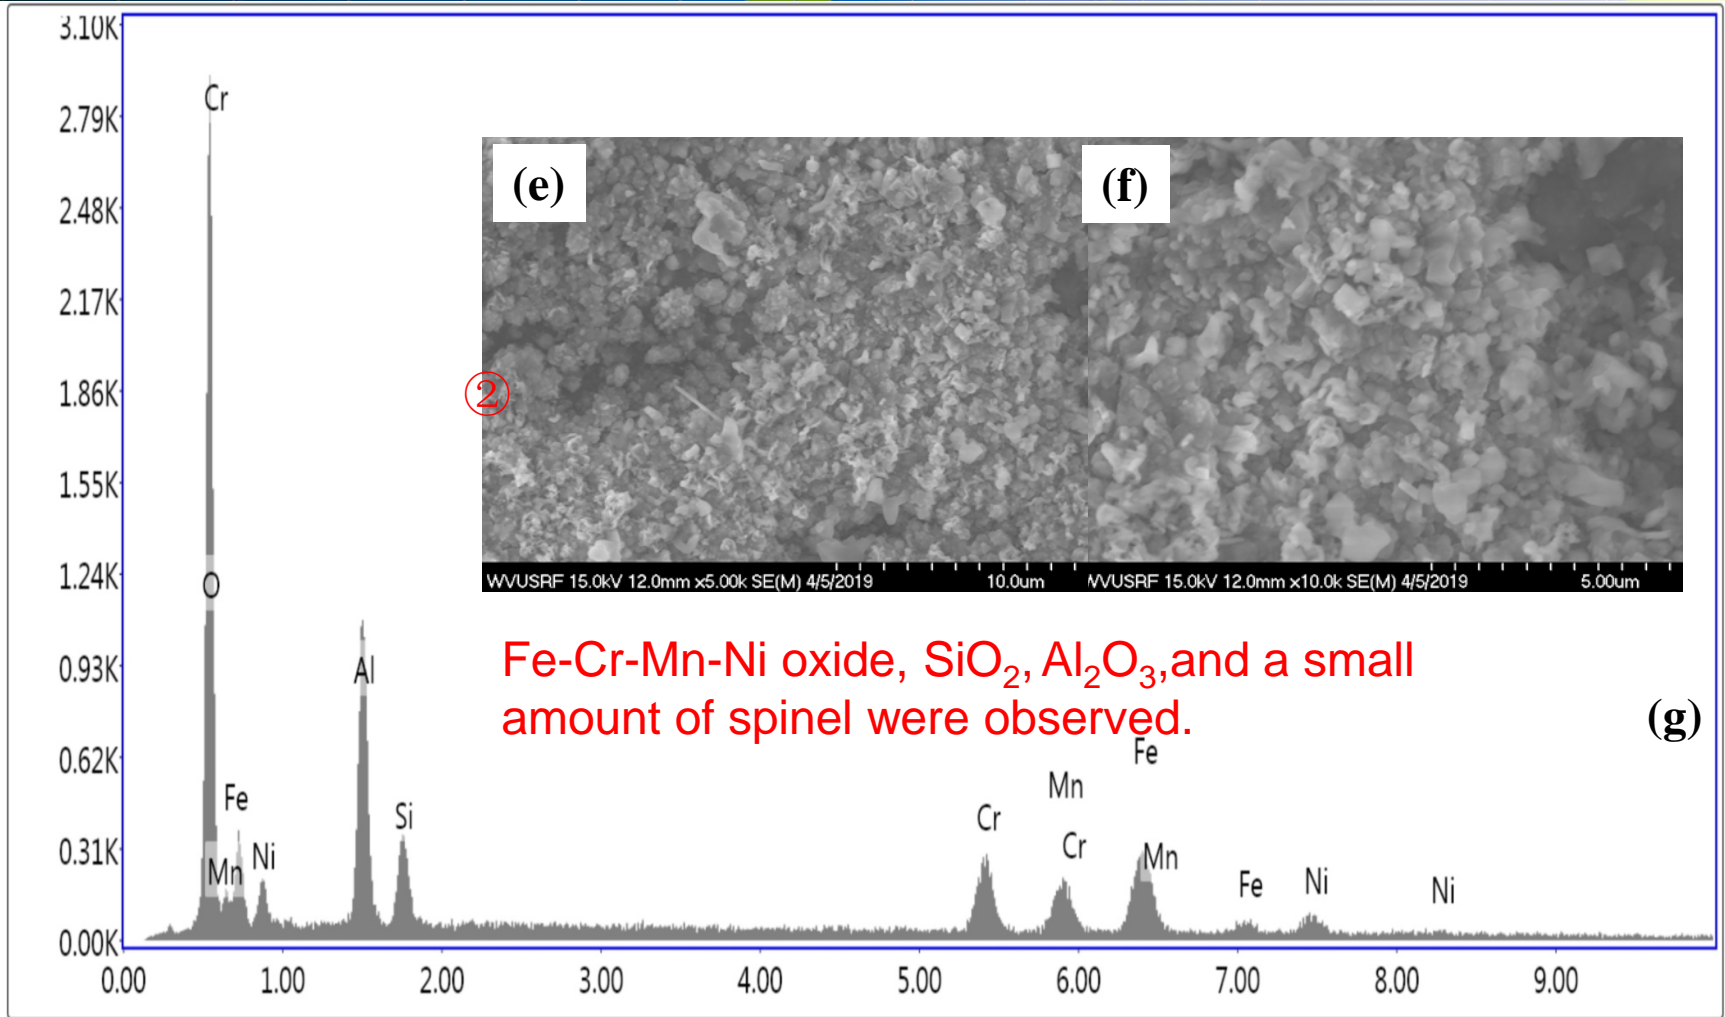 3.10K
2.79K
2.48K
2.17K
1.86K
1.55K
1.24K
0.93K
0.62K
0.31K
0.00K
Cr
O
Fe
Mn
Ni
Al
Si
(e)
(f)
②
WVUSRF 15.0kV 12.0mm x5.00k SE(M) 4/5/2019 10.0um
WVUSRF 15.0kV 12.0mm x10.0k SE(M) 4/5/2019 5.00um
Fe-Cr-Mn-Ni oxide, SiO₂, Al₂O₃,and a small
amount of spinel were observed.
(g)
Cr
Mn
Cr
Fe
Mn
Fe
Ni
Ni
0.00 1.00 2.00 3.00 4.00 5.00 6.00 7.00 8.00 9.00